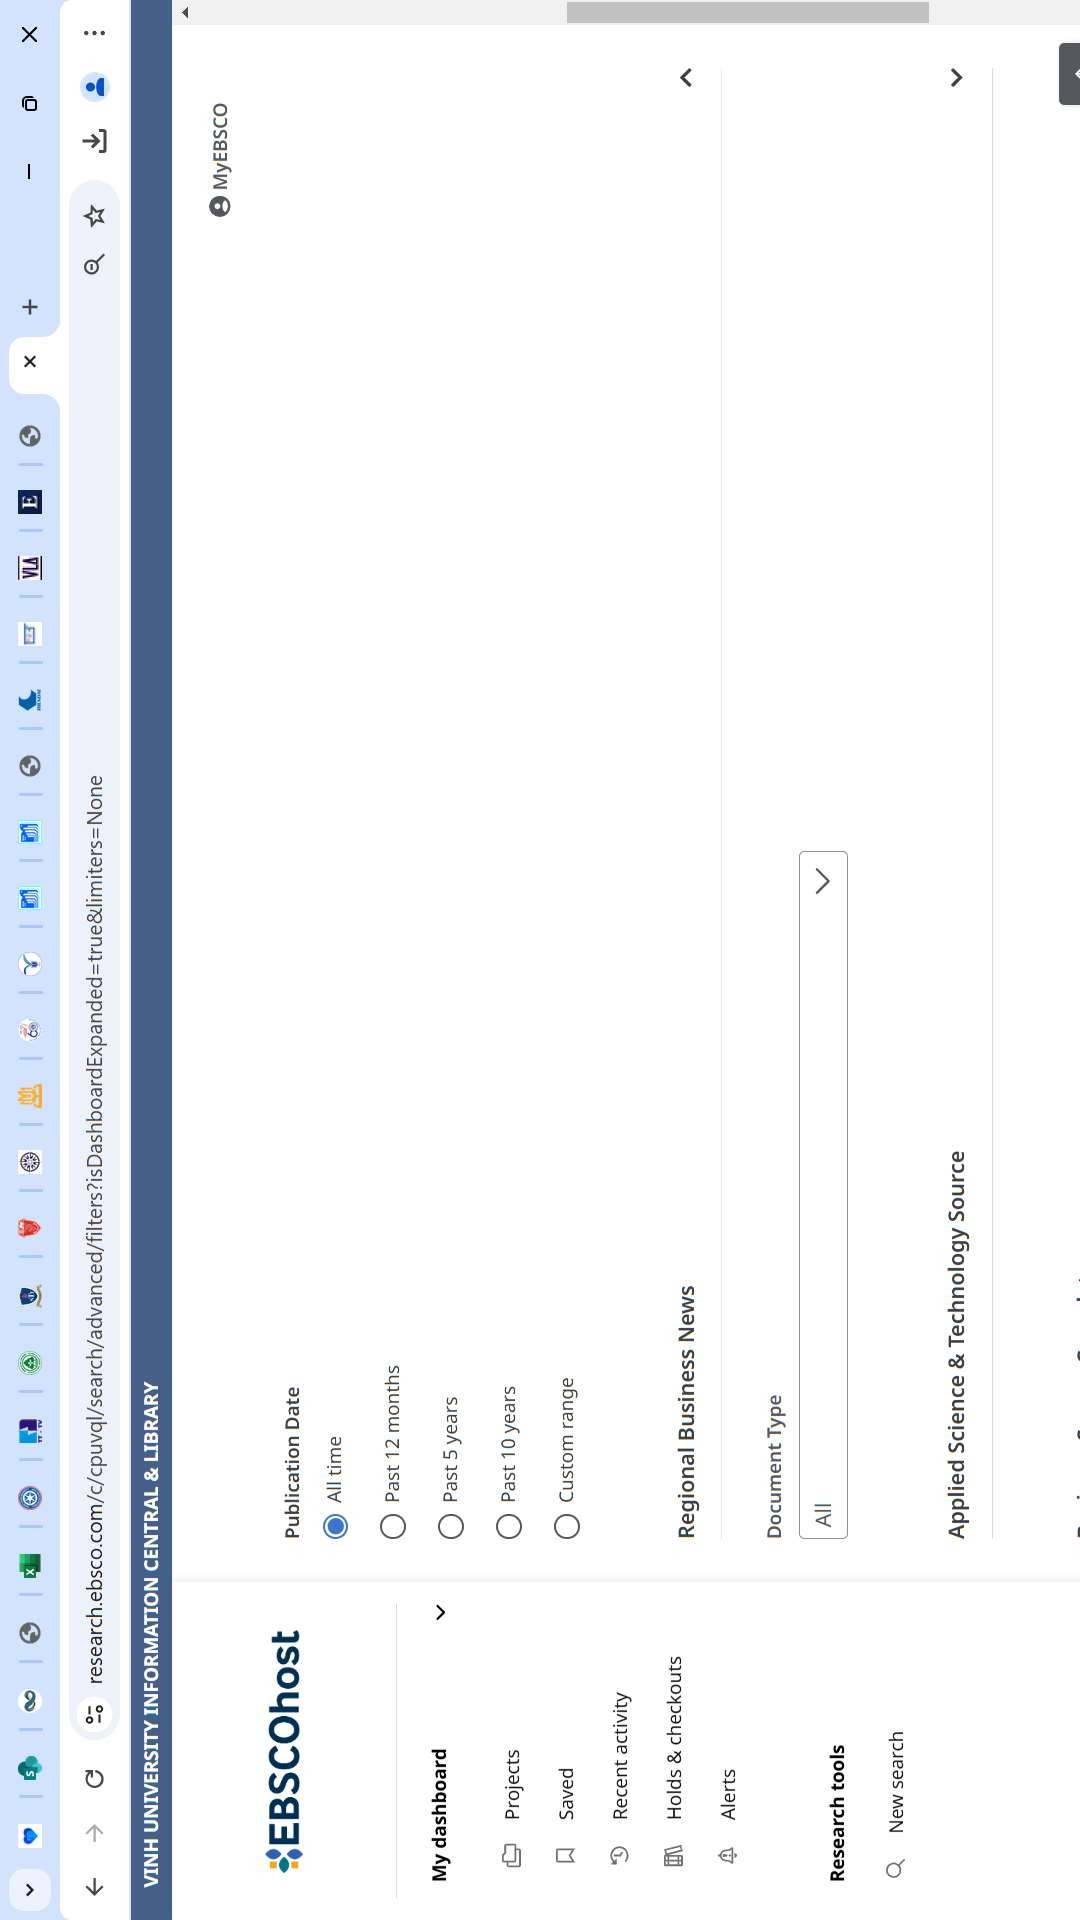 research.ebsco.com/c/cpuvql/search/advanced/filters?isDashboardExpanded=true&limiters=None
VINH UNIVERSITY INFORMATION CENTRAL & LIBRARY
EBSCOhost
MyEBSCO
My dashboard
Projects
Saved
Recent activity
Holds & checkouts
Alerts
Research tools
New search
Publication Date
All time
Past 12 months
Past 5 years
Past 10 years
Custom range
Regional Business News
Document Type
All
Applied Science & Technology Source